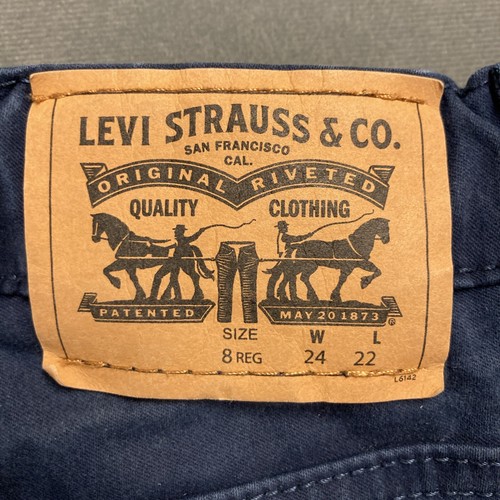 LEVI STRAUSS & CO.
SAN FRANCISCO
CAL.
ORIGINAL RIVETED
QUALITY CLOTHING
PATENTED MAY 20 1873 ®
SIZE W L
8 REG 24 22
L6142